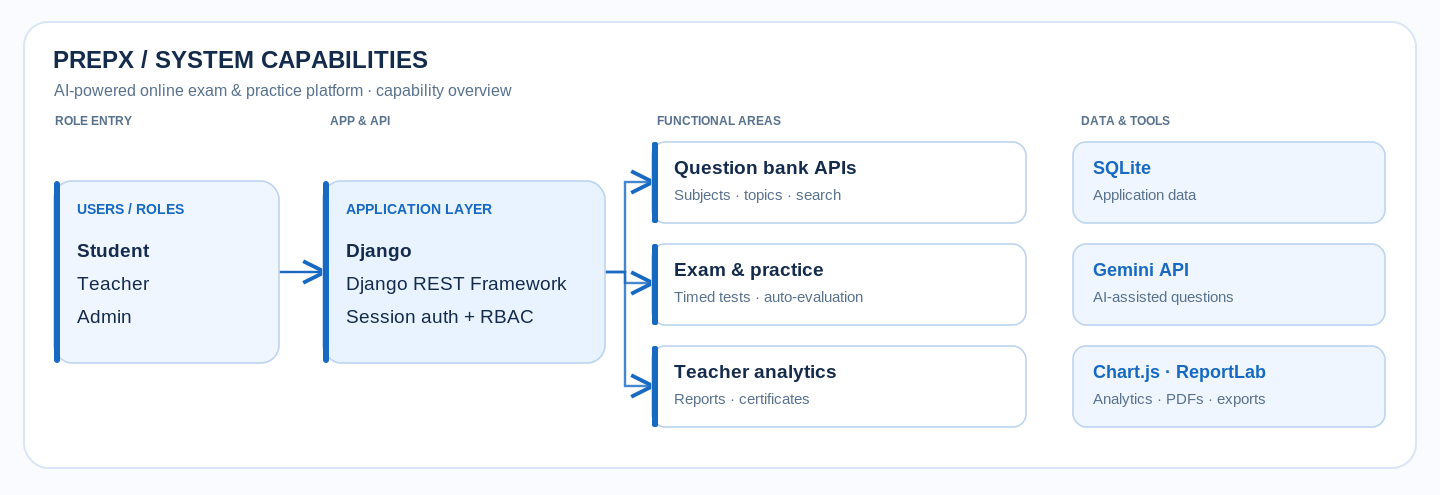 PREPX / SYSTEM CAPABILITIES
AI-powered online exam & practice platform · capability overview
ROLE ENTRY
APP & API
FUNCTIONAL AREAS
DATA & TOOLS
USERS / ROLES
Student
Teacher
Admin
APPLICATION LAYER
Django
Django REST Framework
Session auth + RBAC
Question bank APIs
Subjects · topics · search
Exam & practice
Timed tests · auto-evaluation
Teacher analytics
Reports · certificates
SQLite
Application data
Gemini API
AI-assisted questions
Chart.js · ReportLab
Analytics · PDFs · exports